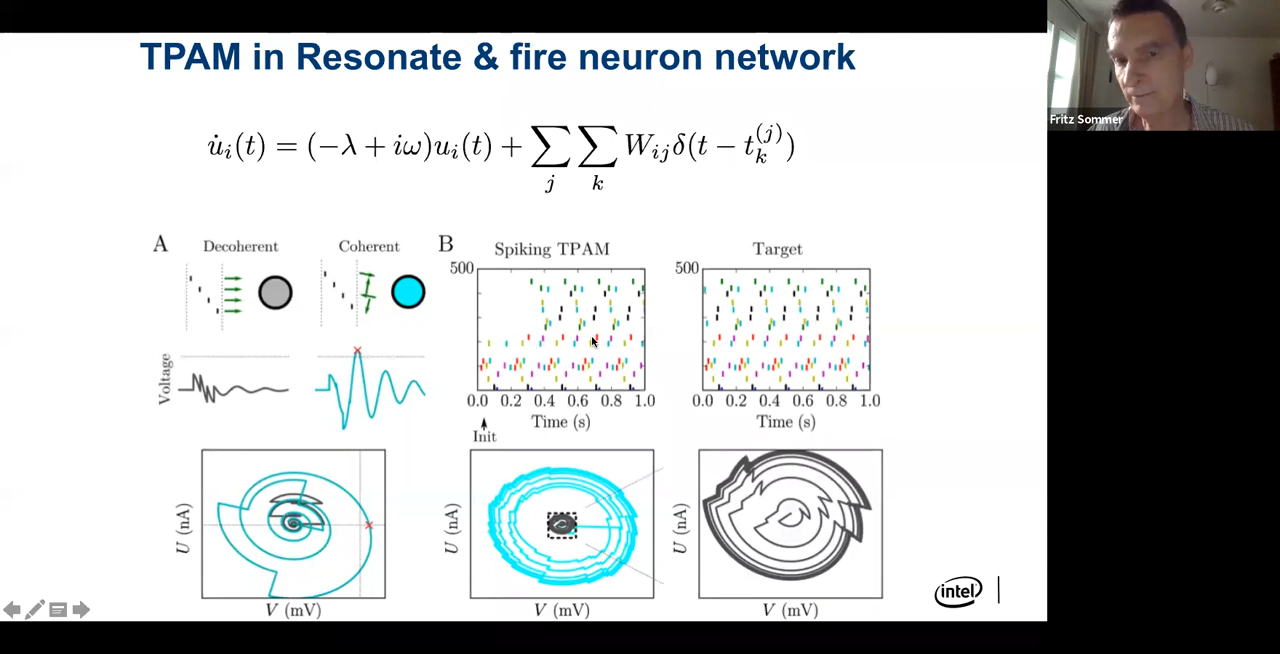 TPAM in Resonate & fire neuron network
Fritz Sommer
u̇ᵢ(t) = (−λ + iω)uᵢ(t) + ∑ⱼ ∑ₖ Wᵢⱼδ(t − tₖ⁽ʲ⁾)
A
Decoherent
Coherent
Voltage
U (nA)
V (mV)
B
Spiking TPAM
500
0.0 0.2 0.4 0.6 0.8 1.0
Init
Time (s)
Target
500
0.0 0.2 0.4 0.6 0.8 1.0
Time (s)
U (nA)
V (mV)
U (nA)
V (mV)
intel